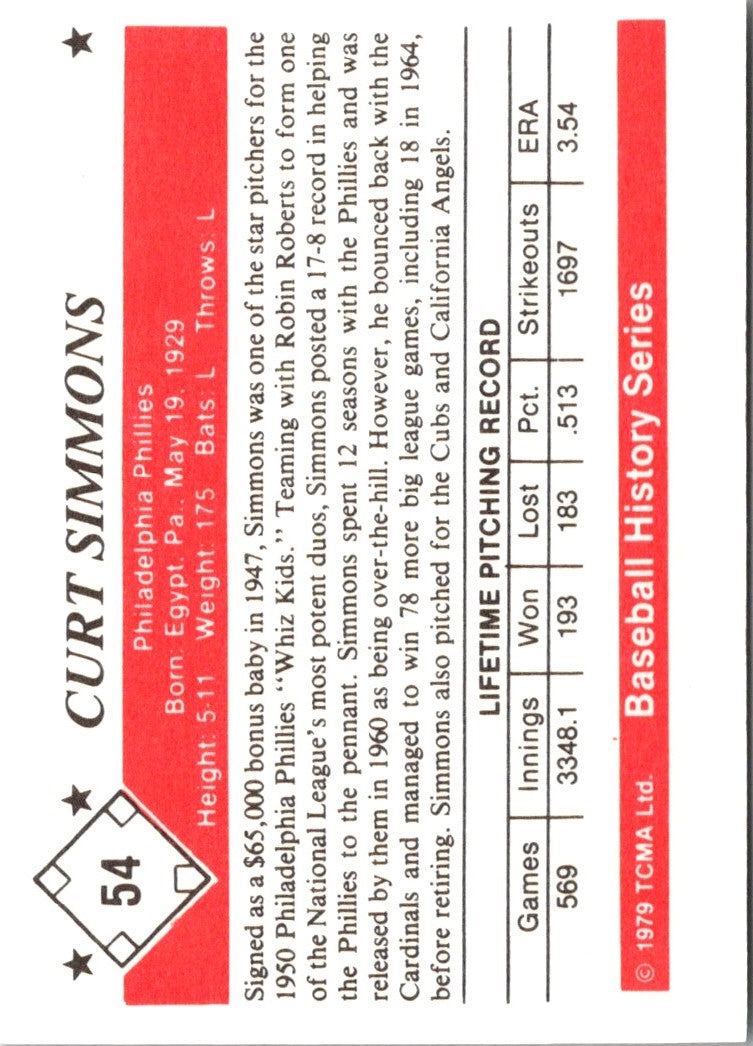 54
CURT SIMMONS
Philadelphia Phillies
Born: Egypt, Pa., May 19, 1929
Height: 5-11 Weight: 175 Bats: L Throws: L
Signed as a $65,000 bonus baby in 1947, Simmons was one of the star pitchers for the
1950 Philadelphia Phillies “Whiz Kids.” Teaming with Robin Roberts to form one
of the National League's most potent duos, Simmons posted a 17-8 record in helping
the Phillies to the pennant. Simmons spent 12 seasons with the Phillies and was
released by them in 1960 as being over-the-hill. However, he bounced back with the
Cardinals and managed to win 78 more big league games, including 18 in 1964,
before retiring. Simmons also pitched for the Cubs and California Angels.
LIFETIME PITCHING RECORD
Games Innings Won Lost Pct. Strikeouts ERA
569 3348.1 193 183 .513 1697 3.54
© 1979 TCMA Ltd. Baseball History Series